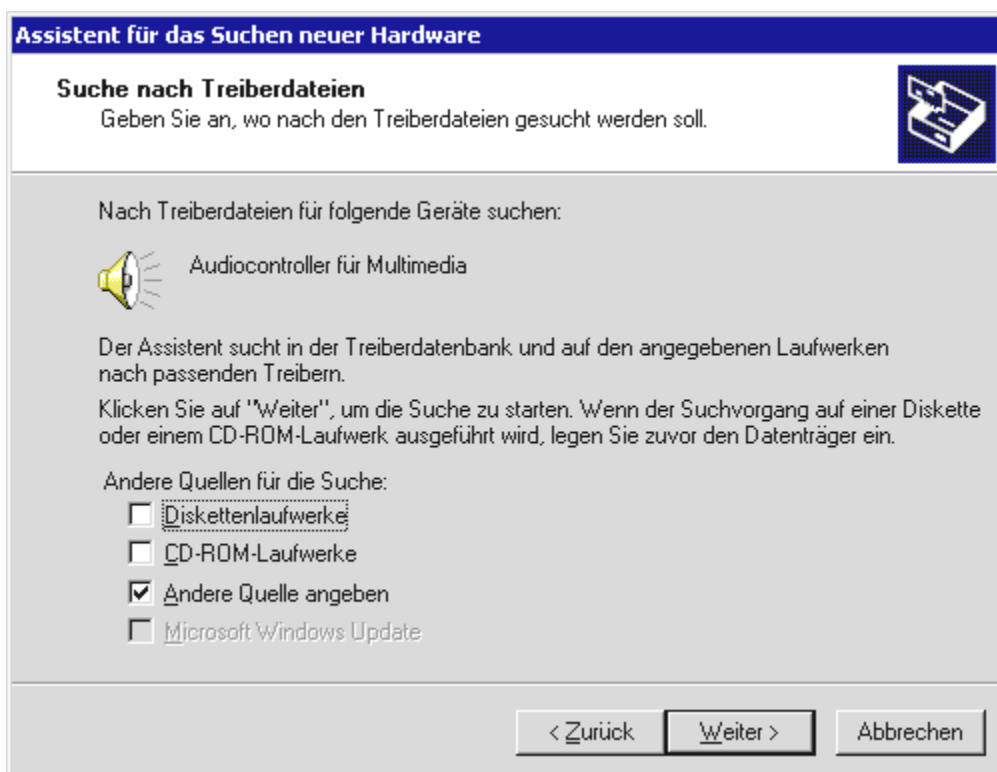 Assistent für das Suchen neuer Hardware
Suche nach Treiberdateien
Geben Sie an, wo nach den Treiberdateien gesucht werden soll.
Nach Treiberdateien für folgende Geräte suchen:
Audiocontroller für Multimedia
Der Assistent sucht in der Treiberdatenbank und auf den angegebenen Laufwerken
nach passenden Treibern.
Klicken Sie auf "Weiter", um die Suche zu starten. Wenn der Suchvorgang auf einer Diskette
oder einem CD-ROM-Laufwerk ausgeführt wird, legen Sie zuvor den Datenträger ein.
Andere Quellen für die Suche:
Diskettenlaufwerke
CD-ROM-Laufwerke
Andere Quelle angeben
Microsoft Windows Update
< Zurück Weiter > Abbrechen